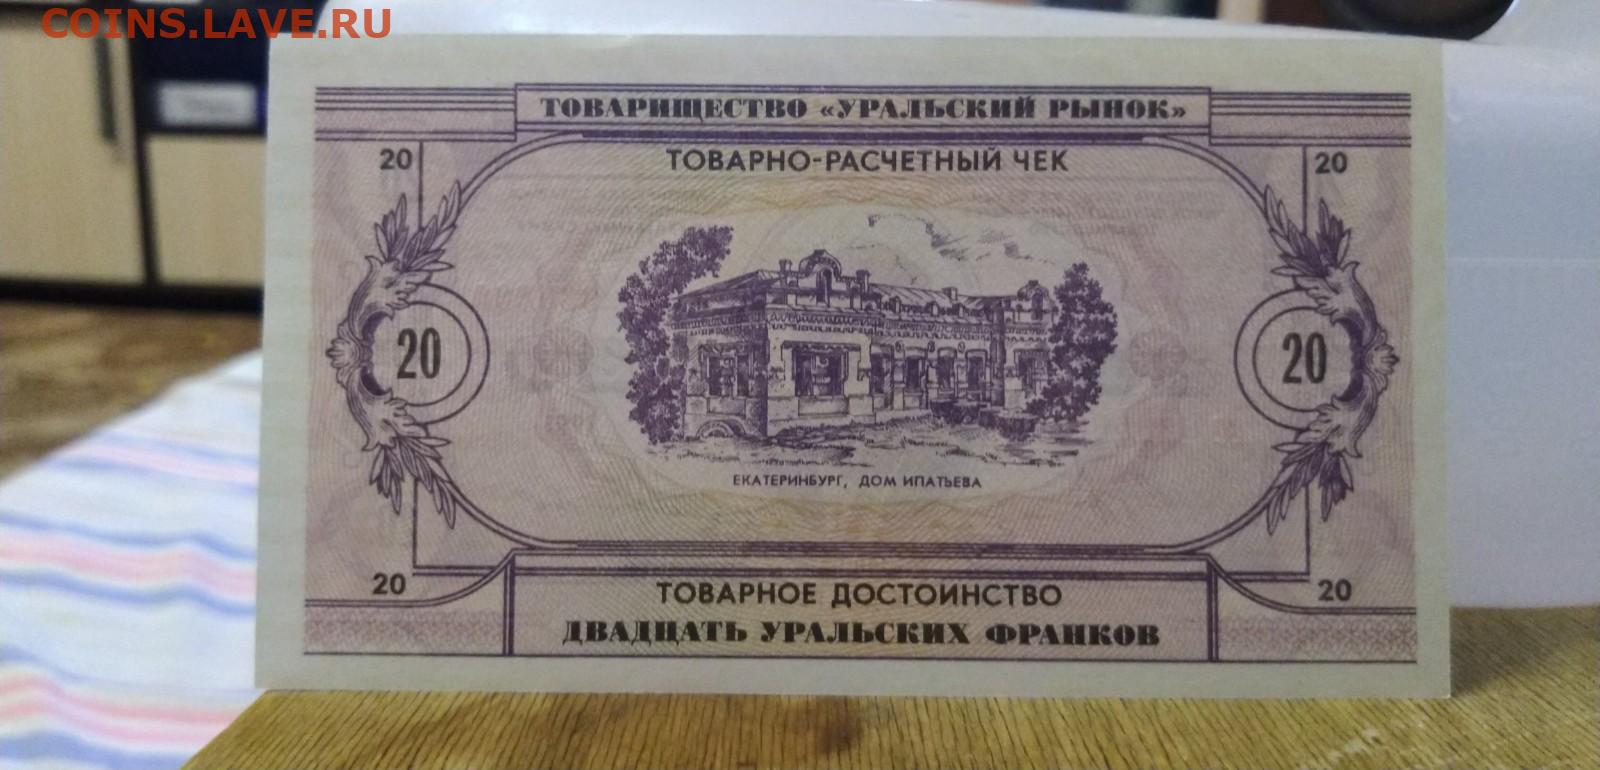 COINS.LAVE.RU
ТОВАРИЩЕСТВО «УРАЛЬСКИЙ РЫНОК»
20 ТОВАРНО-РАСЧЕТНЫЙ ЧЕК 20
20 20
ЕКАТЕРИНБУРГ, ДОМ ИПАТЬЕВА
20 ТОВАРНОЕ ДОСТОИНСТВО 20
ДВАДЦАТЬ УРАЛЬСКИХ ФРАНКОВ